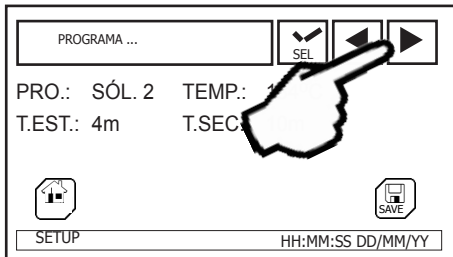 PROGRAMA ...
SEL
PRO.: SÓL. 2 TEMP.:
T.EST.: 4m T.SEC:
SAVE
SETUP HH:MM:SS DD/MM/YY